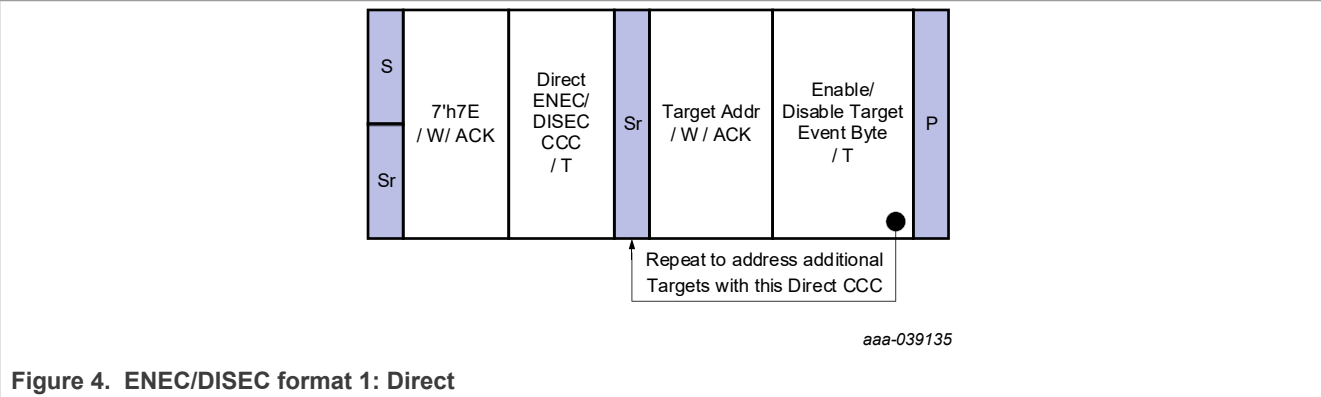 S
Sr
7'h7E
/ W/ ACK
Direct
ENEC/
DISEC
CCC
/ T
Sr
Target Addr
/ W / ACK
Enable/
Disable Target
Event Byte
/ T
P
Repeat to address additional
Targets with this Direct CCC
aaa-039135
Figure 4. ENEC/DISEC format 1: Direct